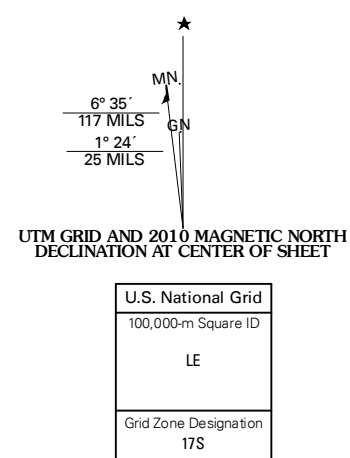 MN.
6° 35´
117 MILS
GN
1° 24´
25 MILS
UTM GRID AND 2010 MAGNETIC NORTH
DECLINATION AT CENTER OF SHEET
U.S. National Grid
100,000-m Square ID
LE
Grid Zone Designation
17S